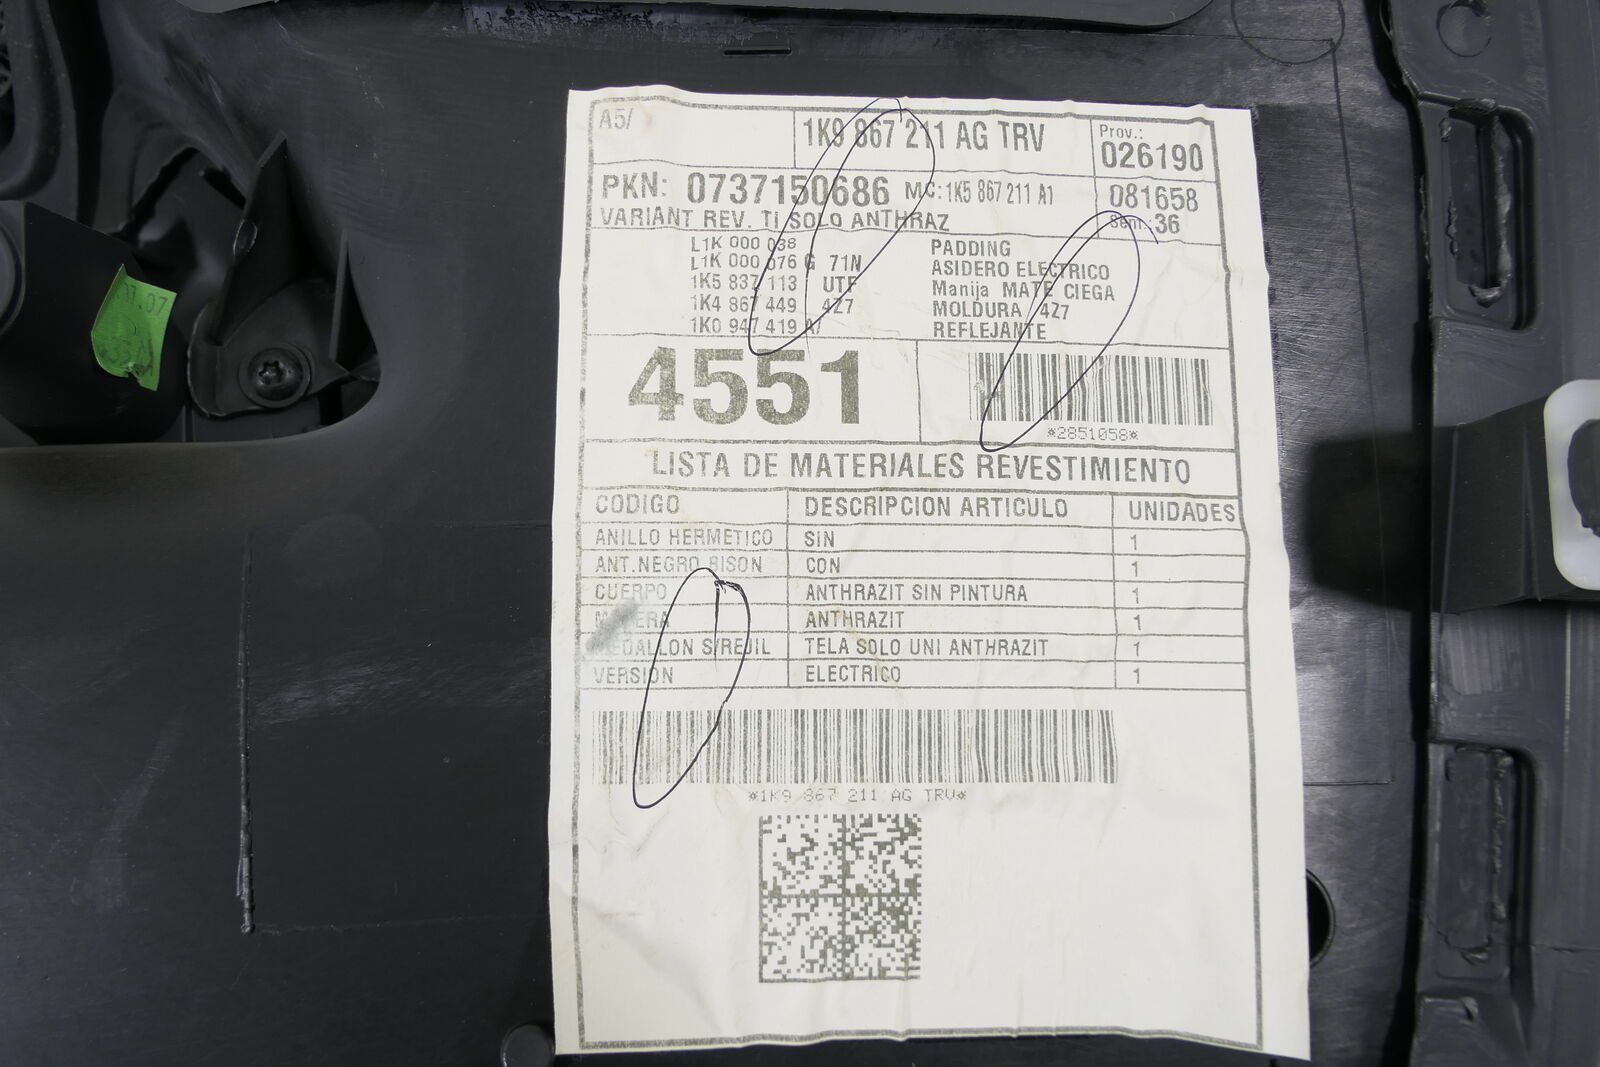 A5/
1K9 867 211 AG TRV
Prov.:
026190
PKN: 0737150686 MC:1K5 867 211 A1
081658
VARIANT REV. TI SOLO ANTHRAZ
Sem.:36
L1K 000 038 PADDING
L1K 000 076 G 71N ASIDERO ELECTRICO
1K5 837 113 UTF Manija MATE CIEGA
1K4 867 449 4Z7 MOLDURA 4Z7
1K0 947 419 A/ REFLEJANTE
4551
*2851058*
LISTA DE MATERIALES REVESTIMIENTO
CODIGO DESCRIPCION ARTICULO UNIDADES
ANILLO HERMETICO SIN 1
ANT.NEGRO BISON CON 1
CUERPO ANTHRAZIT SIN PINTURA 1
ANTHRAZIT 1
MEDALLON S/REJIL TELA SOLO UNI ANTHRAZIT 1
VERSION ELECTRICO 1
*1K9 867 211 AG TRV*